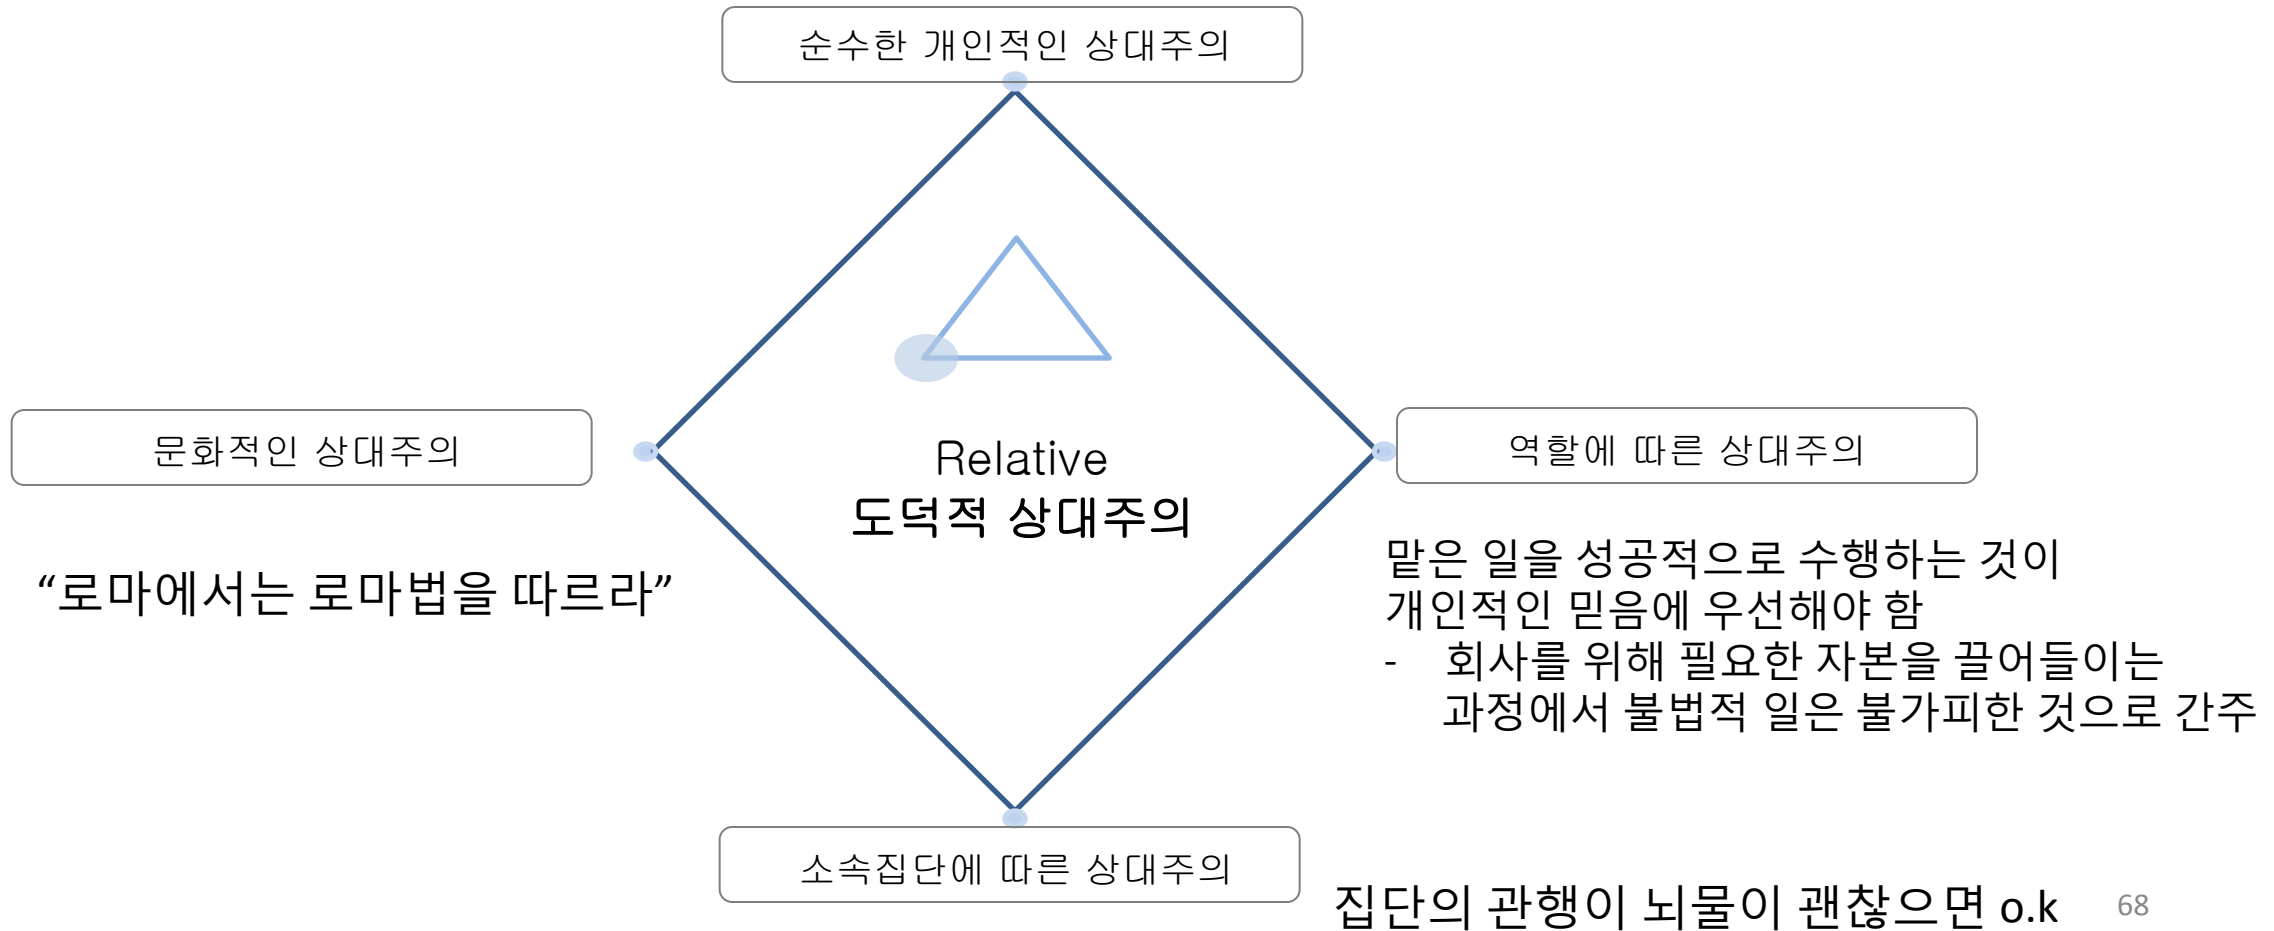 순수한 개인적인 상대주의
문화적인 상대주의
“로마에서는 로마법을 따르라”
Relative
도덕적 상대주의
역할에 따른 상대주의
맡은 일을 성공적으로 수행하는 것이
개인적인 믿음에 우선해야 함
- 회사를 위해 필요한 자본을 끌어들이는
과정에서 불법적 일은 불가피한 것으로 간주
소속집단에 따른 상대주의
집단의 관행이 뇌물이 괜찮으면 o.k
68